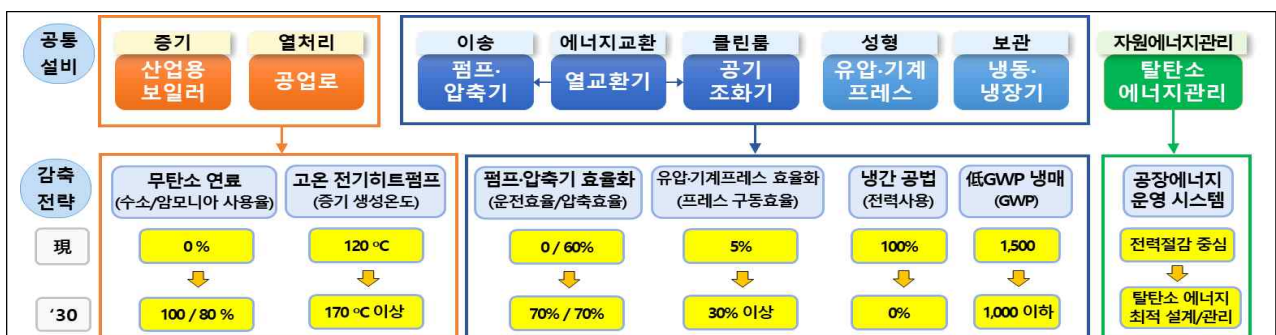 공통
설비
증기
산업용
보일러
열처리
공업로
이송
펌프·
압축기
에너지교환
열교환기
클린룸
공기
조화기
성형
유압·기계
프레스
보관
냉동·
냉장기
자원에너지관리
탈탄소
에너지관리
감축
전략
무탄소 연료
(수소/암모니아 사용율)
고온 전기히트펌프
(증기 생성온도)
펌프·압축기 효율화
(운전효율/압축효율)
유압·기계프레스 효율화
(프레스 구동효율)
냉간 공법
(전력사용)
低GWP 냉매
(GWP)
공장에너지
운영 시스템
現
0 %
120 ℃
0 / 60%
5%
100%
1,500
전력절감 중심
‘30
100 / 80 %
170 ℃ 이상
70% / 70%
30% 이상
0%
1,000 이하
탈탄소 에너지
최적 설계/관리